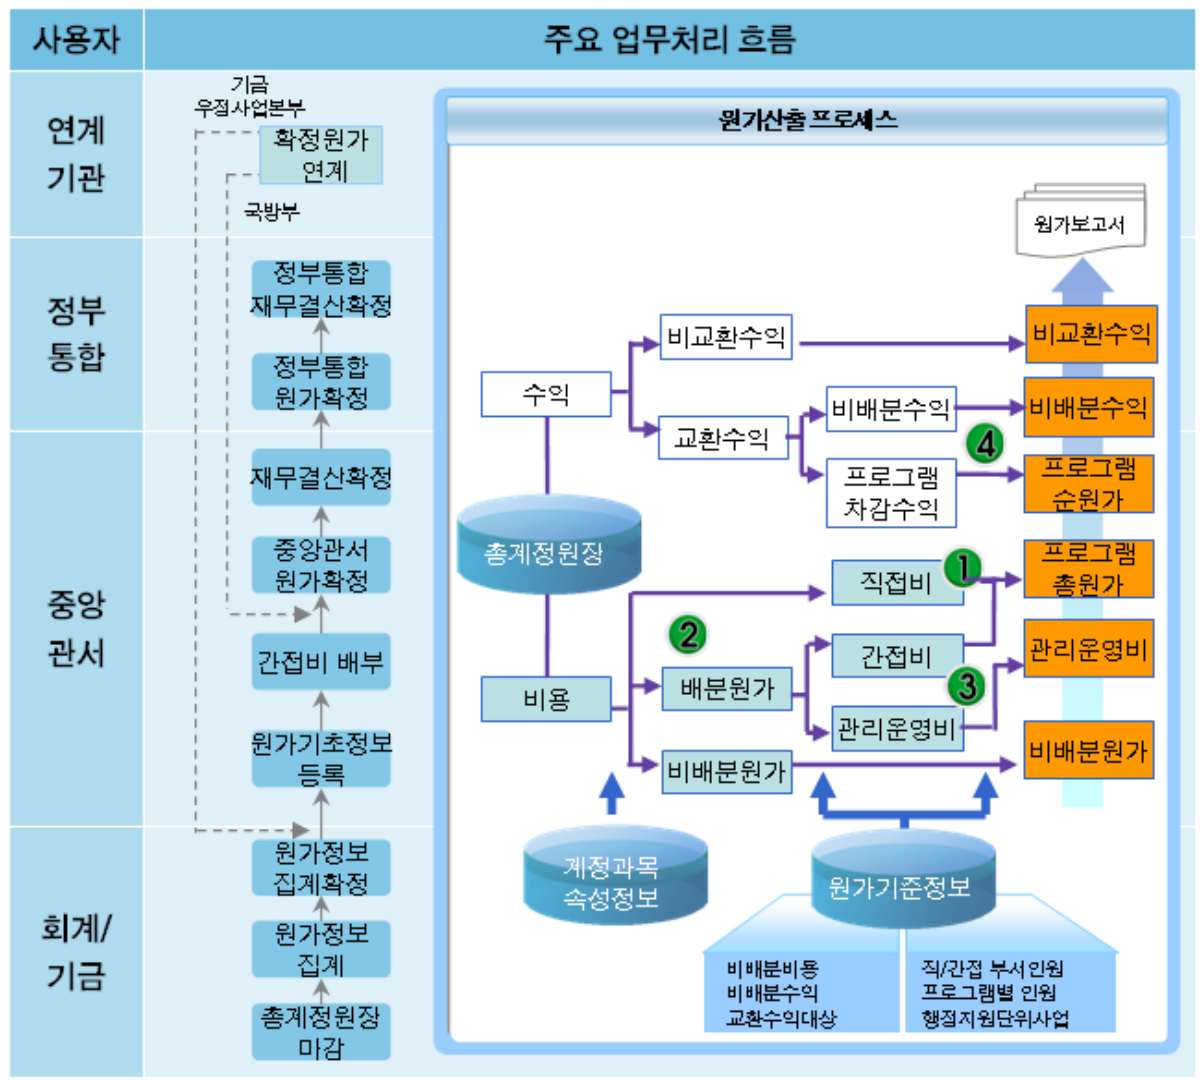 사용자
주요 업무처리 흐름
연계
기관
기금
우정사업본부
확정원가
연계
국방부
정부
통합
정부통합
재무결산확정
정부통합
원가확정
중앙
관서
재무결산확정
중앙관서
원가확정
간접비 배부
원가기초정보
등록
회계/
기금
원가정보
집계확정
원가정보
집계
총계정원장
마감
원가산출 프로세스
원가보고서
비교환수익
비교환수익
수익
비배분수익
비배분수익
교환수익
4
프로그램
차감수익
프로그램
순원가
총계정원장
직접비
1
프로그램
총원가
2
간접비
관리운영비
비용
배분원가
3
관리운영비
비배분원가
비배분원가
계정과목
속성정보
원가기준정보
비배분비용
비배분수익
교환수익대상
직/간접 부서인원
프로그램별 인원
행정지원단위사업